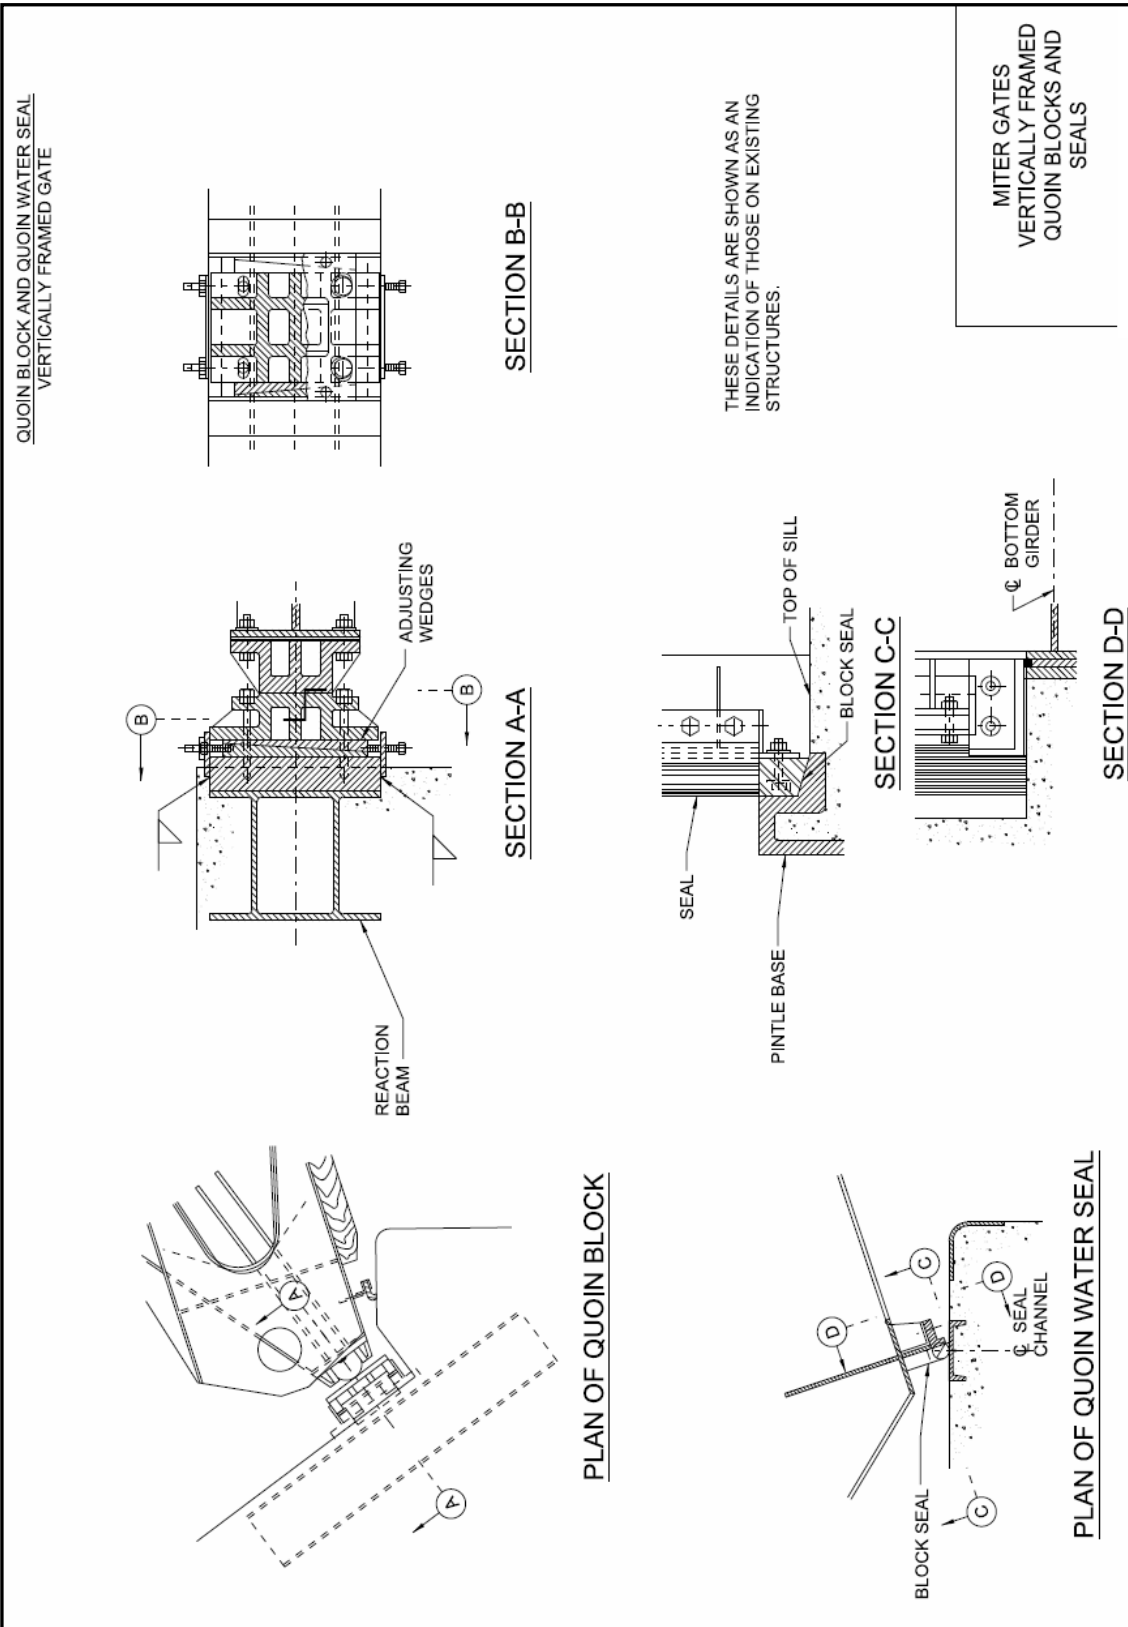 QUOIN BLOCK AND QUOIN WATER SEAL
VERTICALLY FRAMED GATE
A
A
PLAN OF QUOIN BLOCK
REACTION
BEAM
B
B
ADJUSTING
WEDGES
SECTION A-A
SECTION B-B
BLOCK SEAL
C
C
D
D
℄ SEAL
CHANNEL
PLAN OF QUOIN WATER SEAL
SEAL
PINTLE BASE
TOP OF SILL
BLOCK SEAL
SECTION C-C
℄ BOTTOM
GIRDER
SECTION D-D
THESE DETAILS ARE SHOWN AS AN
INDICATION OF THOSE ON EXISTING
STRUCTURES.
MITER GATES
VERTICALLY FRAMED
QUOIN BLOCKS AND
SEALS